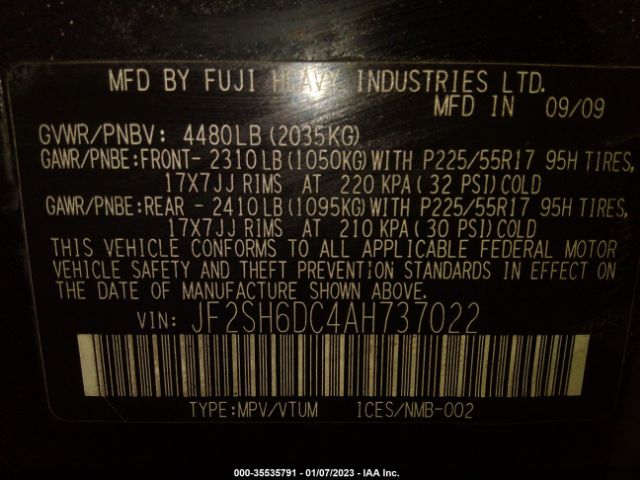 MFD BY FUJI HEAVY INDUSTRIES LTD.
MFD IN 09/09
GVWR/PNBV: 4480LB (2035KG)
GAWR/PNBE:FRONT- 2310LB (1050KG) WITH P225/55R17 95H TIRES,
17X7JJ RIMS AT 220 KPA (32 PSI) COLD
GAWR/PNBE:REAR - 2410LB (1095KG) WITH P225/55R17 95H TIRES,
17X7JJ RIMS AT 210 KPA (30 PSI) COLD
THIS VEHICLE CONFORMS TO ALL APPLICABLE FEDERAL MOTOR
VEHICLE SAFETY AND THEFT PREVENTION STANDARDS IN EFFECT ON
THE DATE OF MANUFACTURE SHOWN ABOVE.
VIN: JF2SH6DC4AH737022
TYPE:MPV/VTUM ICES/NMB-002
000-35535791 - 01/07/2023 - IAA Inc.